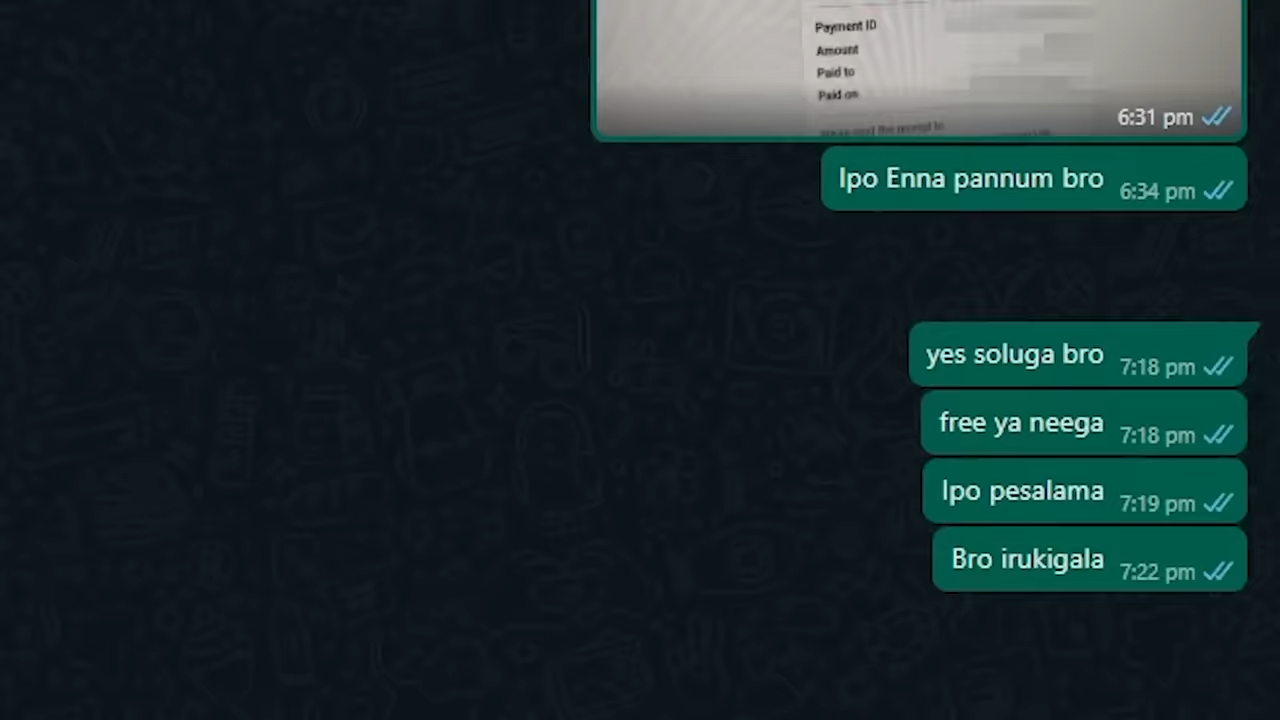 Payment ID
Amount
Paid to
Paid on
6:31 pm
Ipo Enna pannum bro 6:34 pm
yes soluga bro 7:18 pm
free ya neega 7:18 pm
Ipo pesalama 7:19 pm
Bro irukigala 7:22 pm